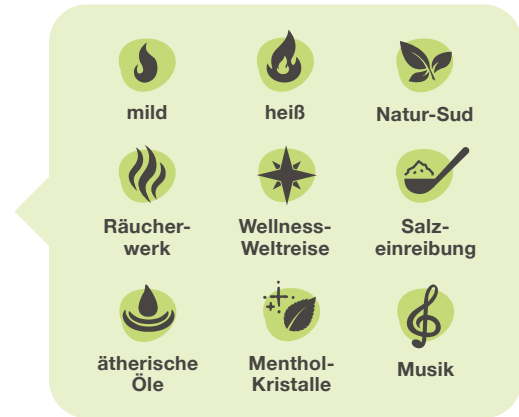 mild
heiß
Natur-Sud
Räucher-
werk
Wellness-
Weltreise
Salz-
einreibung
ätherische
Öle
Menthol-
Kristalle
Musik